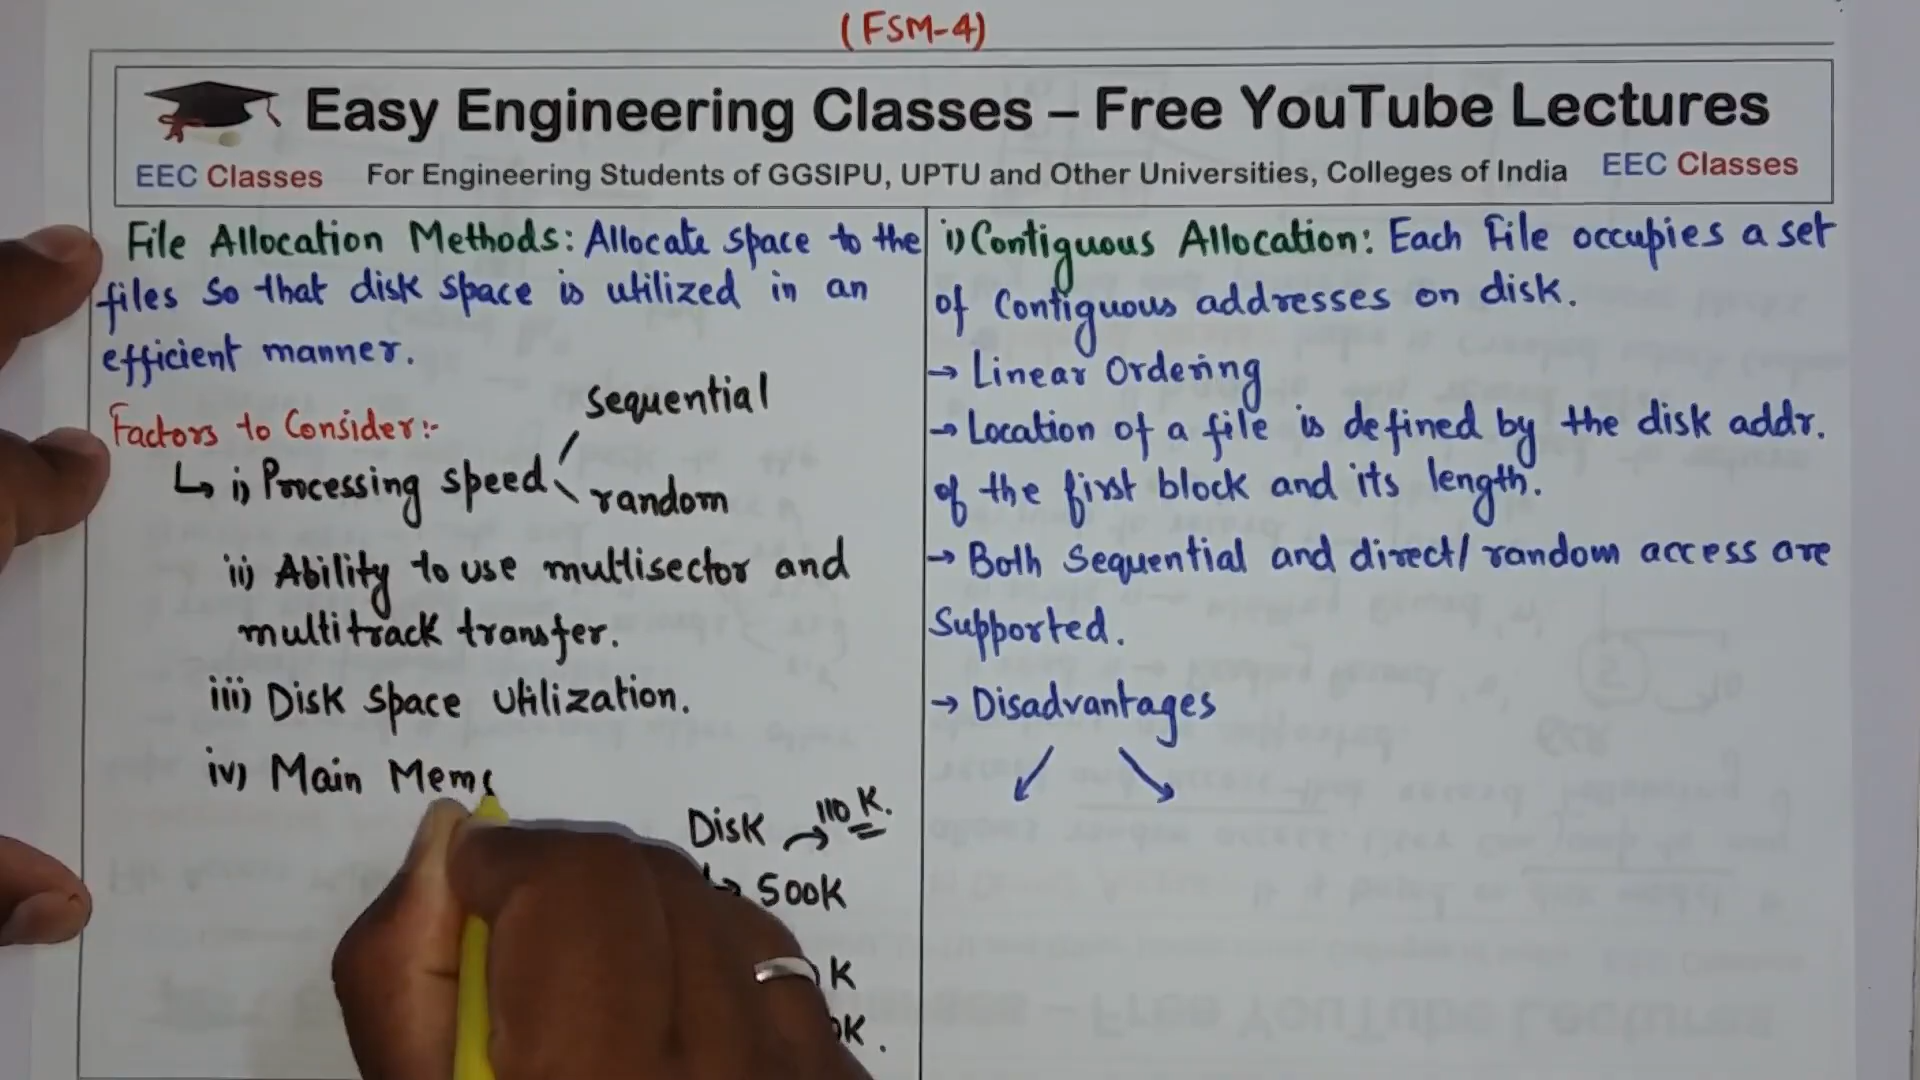 (FSM-4)
Easy Engineering Classes – Free YouTube Lectures
EEC Classes For Engineering Students of GGSIPU, UPTU and Other Universities, Colleges of India EEC Classes
File Allocation Methods: Allocate space to the
files so that disk space is utilized in an
efficient manner.
Factors to Consider:-
sequential
↳ i) Processing speed
random
ii) Ability to use multisector and
multitrack transfer.
iii) Disk space utilization.
iv) Main
Disk → 110 K.
↳ 500K
K
K.
i) Contiguous Allocation: Each File occupies a set
of Contiguous addresses on disk.
→ Linear Ordering
→ Location of a file is defined by the disk addr.
of the first block and its length.
→ Both Sequential and direct/random access are
Supported.
→ Disadvantages